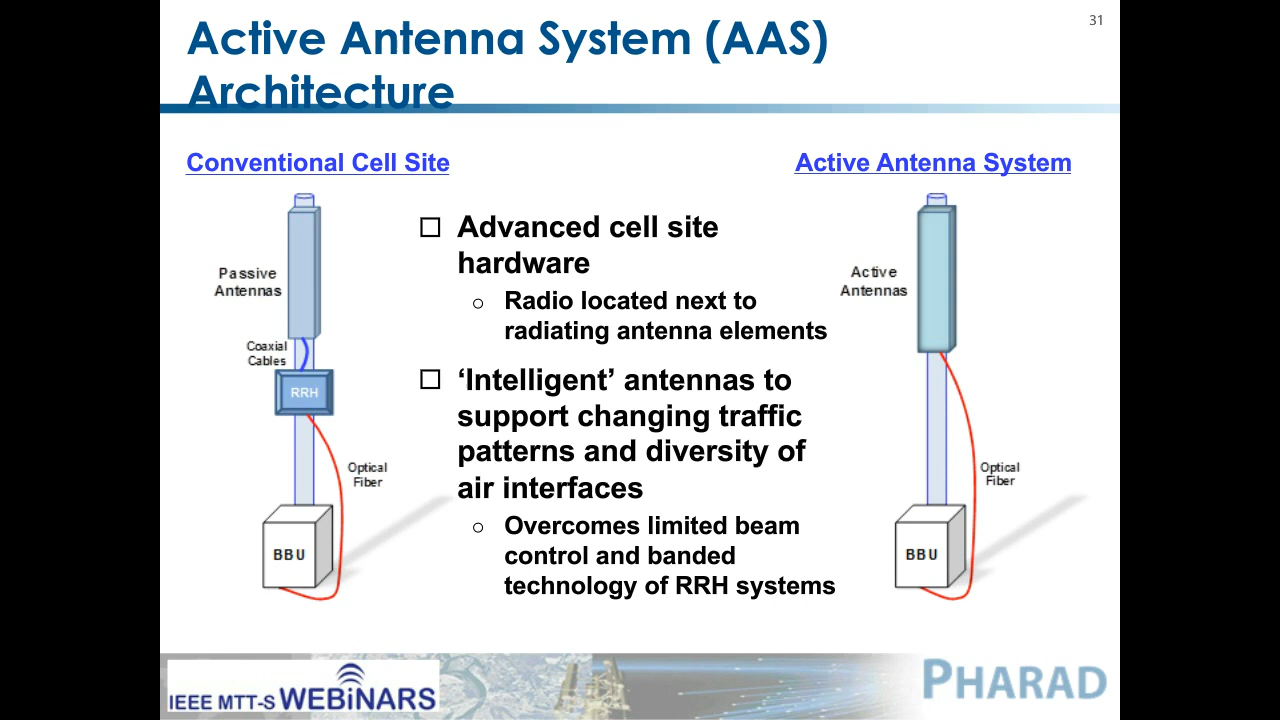 31
Active Antenna System (AAS)
Architecture
Conventional Cell Site
Passive
Antennas
Coaxial
Cables
RRH
Optical
Fiber
BBU
Advanced cell site
hardware
Radio located next to
radiating antenna elements
‘Intelligent’ antennas to
support changing traffic
patterns and diversity of
air interfaces
Overcomes limited beam
control and banded
technology of RRH systems
Active Antenna System
Active
Antennas
Optical
Fiber
BBU
IEEE MTT-S WEBiNARS
PHARAD